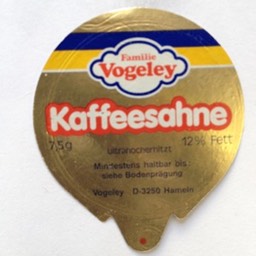 Familie
Vogeley
Kaffeesahne
7,5g 12% Fett
ultrahocherhitzt
Mindestens haltbar bis
siehe Bodenprägung
Vogeley D-3250 Hameln